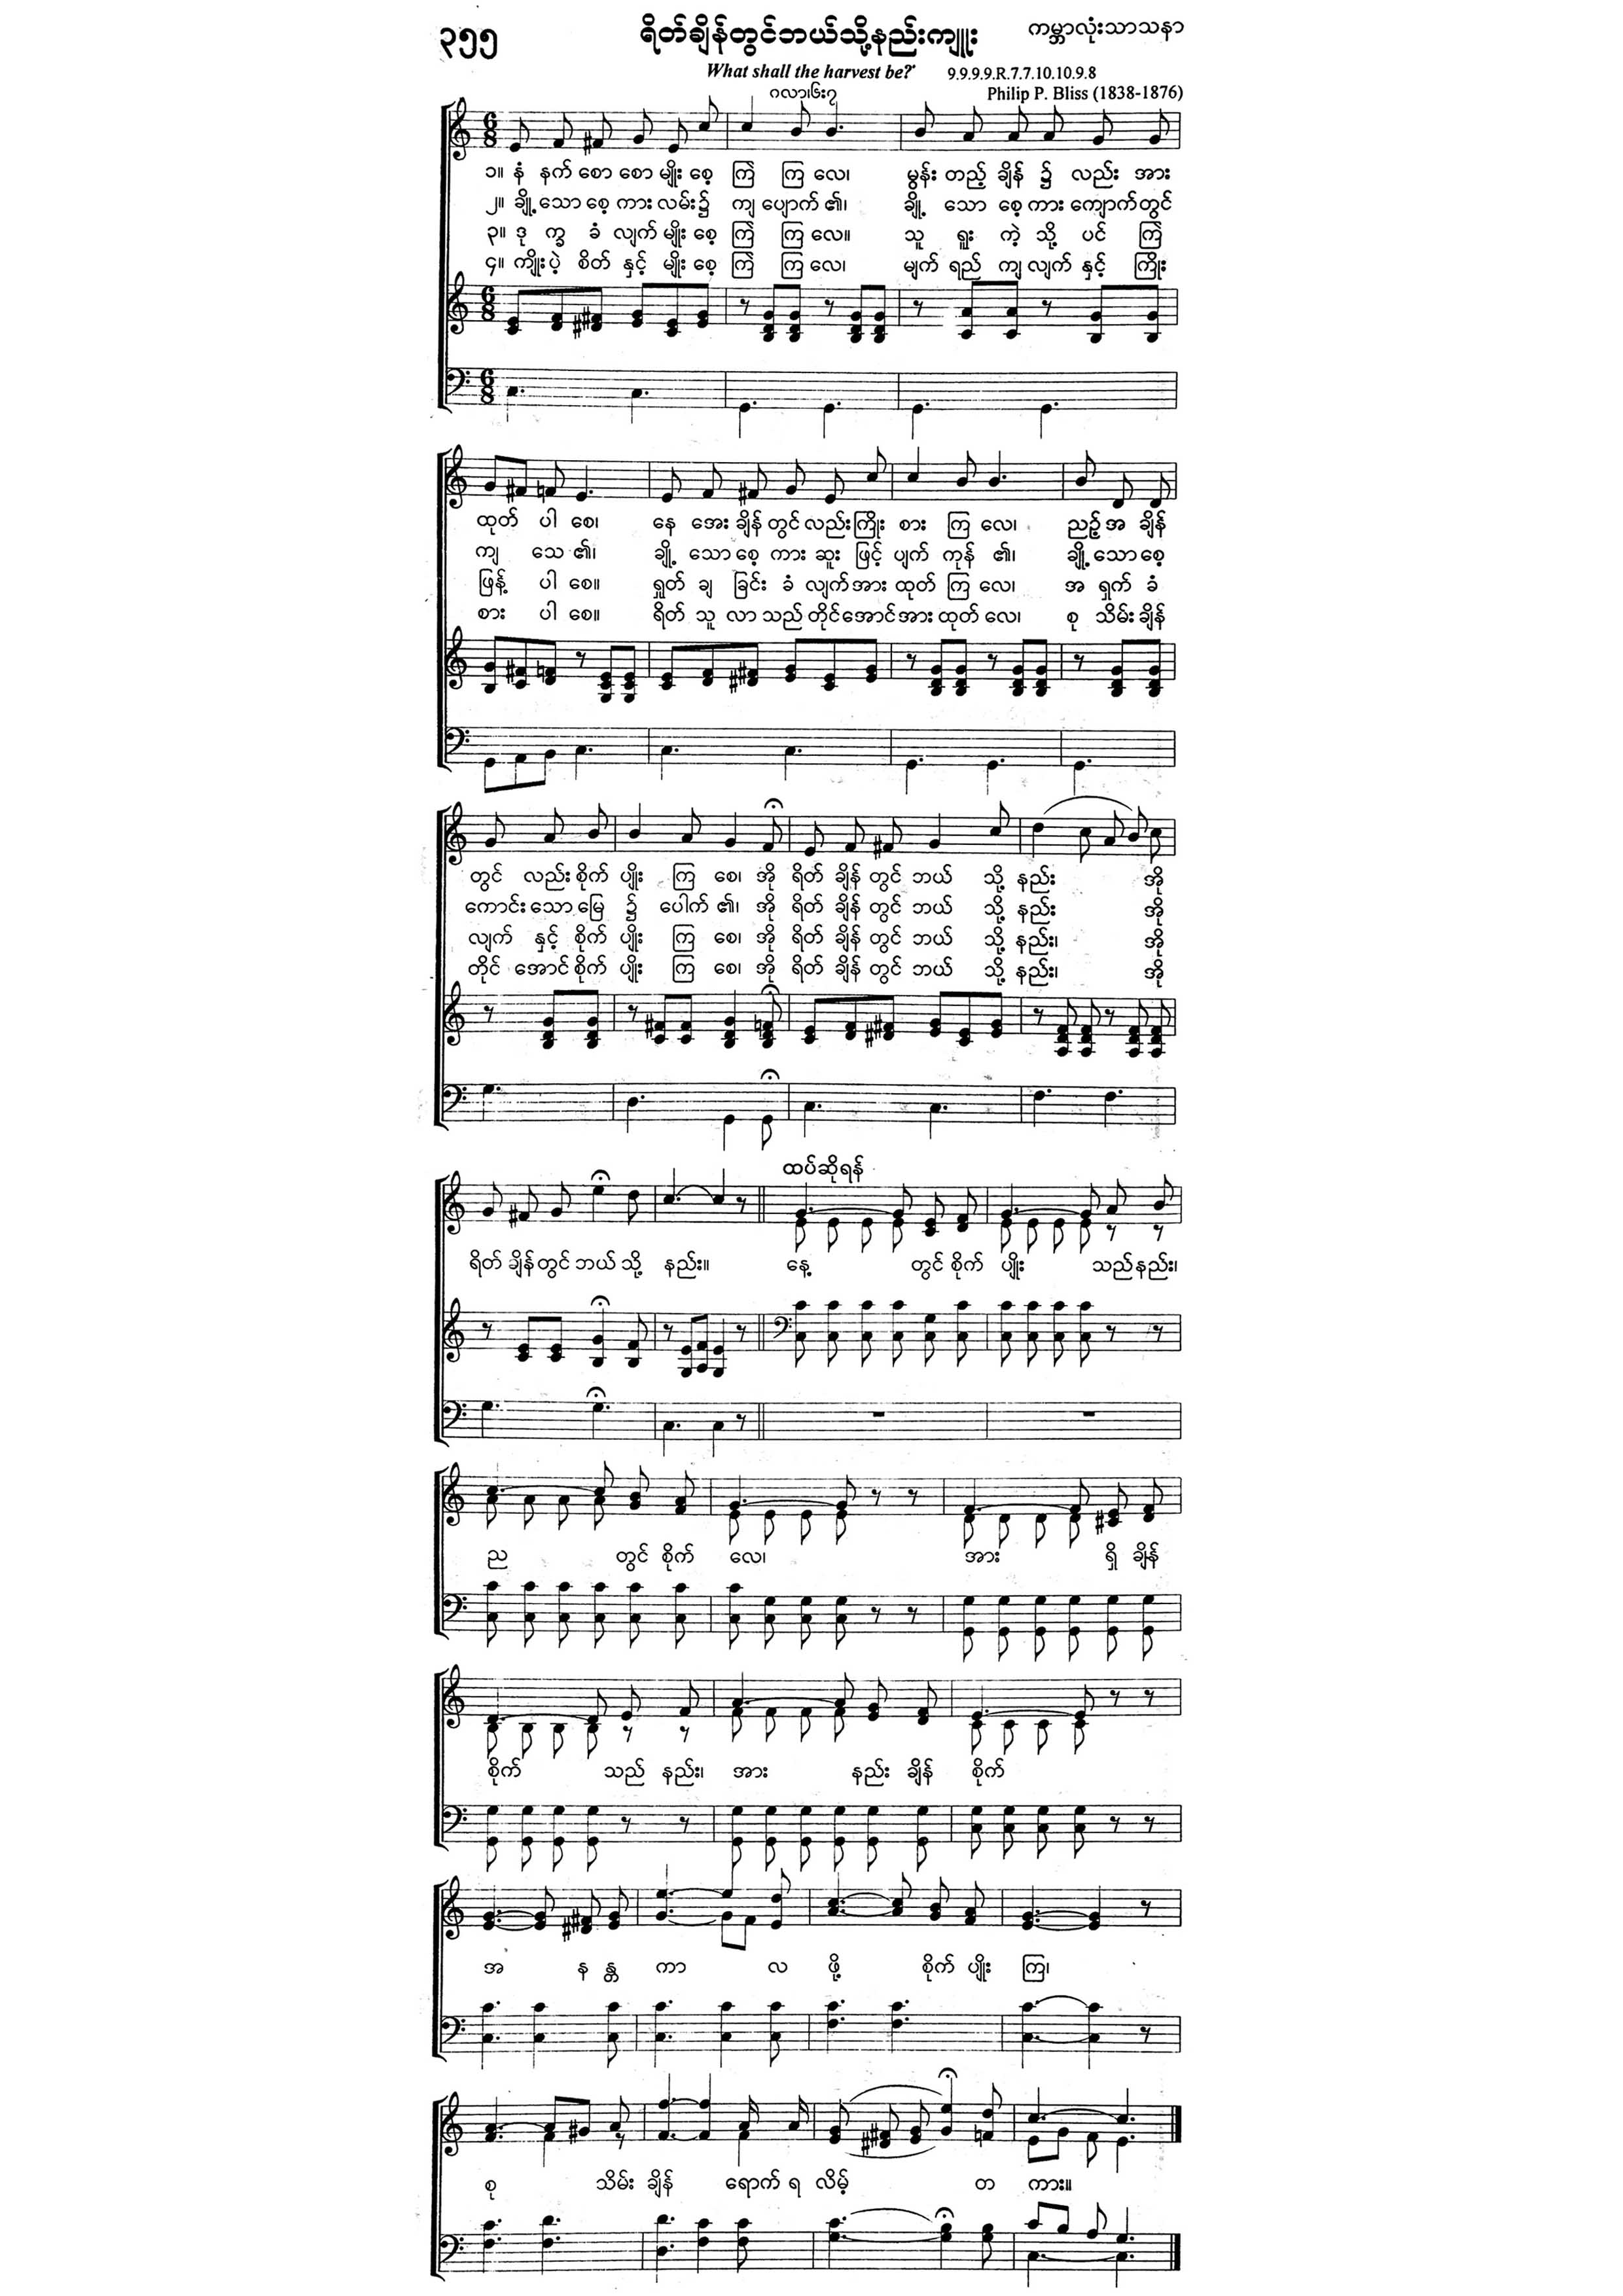 ၃၅၅
ရိတ်ချိန်တွင်ဘယ်သို့နည်းကျူး
ကမ္ဘာလုံးသာသနာ
What shall the harvest be?
9.9.9.9.R.7.7.10.10.9.8
ဂလာ၊၆း၇
Philip P. Bliss (1838-1876)
၁။ နံ နက် စော စော မျိုး စေ့ ကြဲ ကြ လေ၊ မွန်း တည့် ချိန် ၌ လည်း အား
၂။ ချို့ သော စေ့ ကား လမ်း၌ ကျ ပျောက် ၏၊ ချို့ သော စေ့ ကား ကျောက် တွင်
၃။ ဒု က္ခ ခံ လျက် မျိုး စေ့ ကြဲ ကြ လေ။ သူ ရူး ကဲ့ သို့ ပင် ကြဲ
၄။ ကျိုး ပဲ့ စိတ် နှင့် မျိုး စေ့ ကြဲ ကြ လေ၊ မျက် ရည် ကျ လျက် နှင့် ကြိုး
ထုတ် ပါ စေ၊ နေ အေး ချိန် တွင် လည်း ကြိုး စား ကြ လေ၊ ညဉ့် အ ချိန်
ကျ သေ ၏၊ ချို့ သော စေ့ ကား ဆူး ဖြင့် ပျက် ကုန် ၏၊ ချို့ သော စေ့
ဖြန့် ပါ စေ။ ရှုတ် ချ ခြင်း ခံ လျက် အား ထုတ် ကြ လေ၊ အ ရှက် ခံ
စား ပါ စေ။ ရိတ် သူ လာ သည် တိုင် အောင် အား ထုတ် လေ၊ စု သိမ်း ချိန်
တွင် လည်း စိုက် ပျိုး ကြ စေ၊ အို ရိတ် ချိန် တွင် ဘယ် သို့ နည်း အို
ကောင်း သော မြေ ၌ ပေါက် ၏၊ အို ရိတ် ချိန် တွင် ဘယ် သို့ နည်း အို
လျက် နှင့် စိုက် ပျိုး ကြ စေ၊ အို ရိတ် ချိန် တွင် ဘယ် သို့ နည်း၊ အို
တိုင် အောင် စိုက် ပျိုး ကြ စေ၊ အို ရိတ် ချိန် တွင် ဘယ် သို့ နည်း၊ အို
ထပ်ဆိုရန်
ရိတ် ချိန် တွင် ဘယ် သို့ နည်း။ နေ့ တွင် စိုက် ပျိုး သည် နည်း၊
ည တွင် စိုက် လေ၊ အား ရှိ ချိန်
စိုက် သည် နည်း၊ အား နည်း ချိန် စိုက်
အ န န္တ ကာ လ ဖို့ စိုက် ပျိုး ကြ၊
စု သိမ်း ချိန် ရောက် ရ လိမ့် တ ကား။